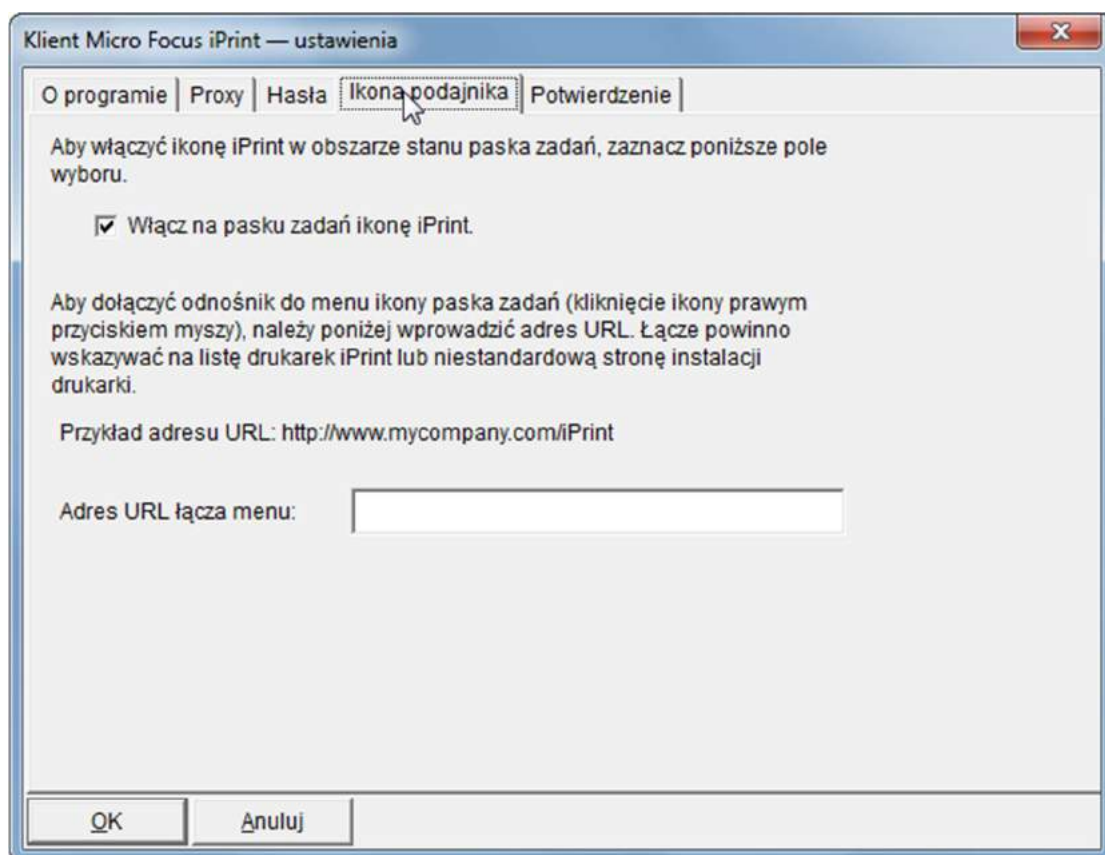 Klient Micro Focus iPrint — ustawienia
O programie Proxy Hasła Ikona podajnika Potwierdzenie
Aby włączyć ikonę iPrint w obszarze stanu paska zadań, zaznacz poniższe pole
wyboru.
Włącz na pasku zadań ikonę iPrint.
Aby dołączyć odnośnik do menu ikony paska zadań (kliknięcie ikony prawym
przyciskiem myszy), należy poniżej wprowadzić adres URL. Łącze powinno
wskazywać na listę drukarek iPrint lub niestandardową stronę instalacji
drukarki.
Przykład adresu URL: http://www.mycompany.com/iPrint
Adres URL łącza menu:
OK Anuluj